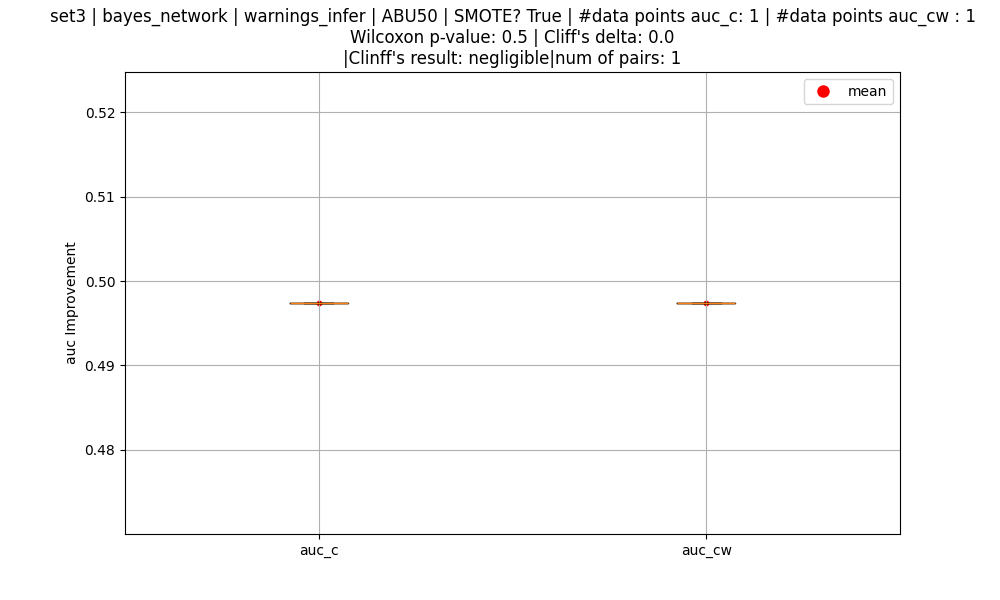 set3 | bayes_network | warnings_infer | ABU50 | SMOTE? True | #data points auc_c: 1 | #data points auc_cw : 1
Wilcoxon p-value: 0.5 | Cliff's delta: 0.0
|Clinff's result: negligible|num of pairs: 1
mean
0.52
0.51
0.50
0.49
0.48
auc Improvement
auc_c
auc_cw